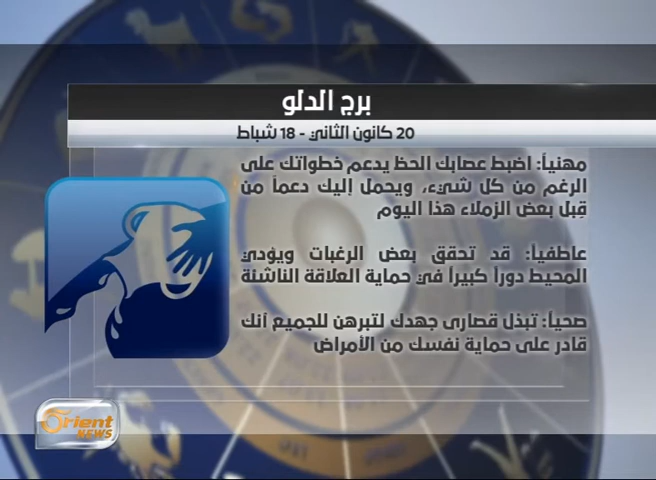 برج الدلو
20 كانون الثاني - 18 شباط
مهنياً: اضبط عصابك الحظ يدعم خطواتك على
الرغم من كل شيء، ويحمل إليك دعماً من
قِبل بعض الزملاء هذا اليوم
عاطفياً: قد تحقق بعض الرغبات ويؤدي
المحيط دوراً كبيراً في حماية العلاقة الناشئة
صحياً: تبذل قصارى جهدك لتبرهن للجميع أنك
قادر على حماية نفسك من الأمراض
Orient
NEWS